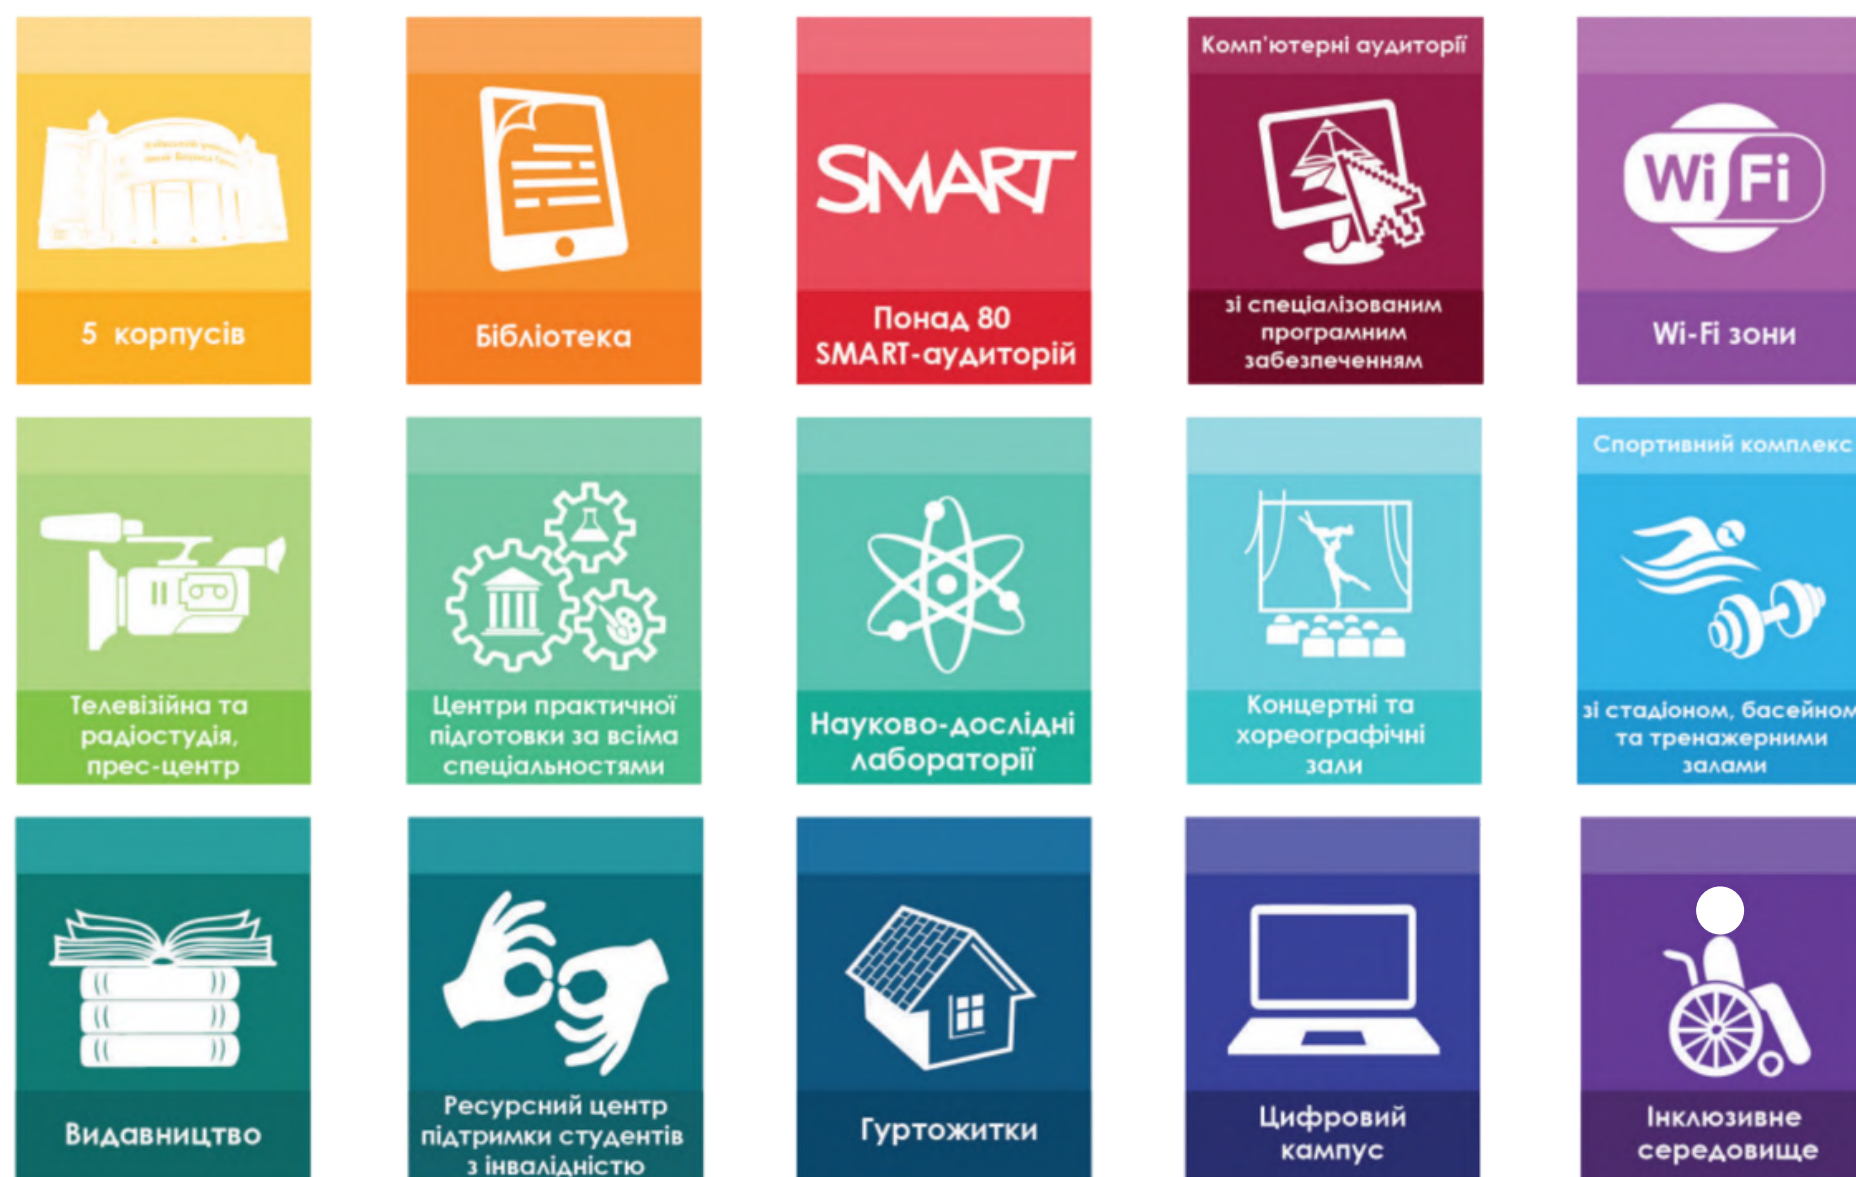 5 корпусів
Бібліотека
SMART
Понад 80
SMART-аудиторій
Комп'ютерні аудиторії
зі спеціалізованим
програмним
забезпеченням
Wi Fi
Wi-Fi зони
Телевізійна та
радіостудія,
прес-центр
Центри практичної
підготовки за всіма
спеціальностями
Науково-дослідні
лабораторії
Концертні та
хореографічні
зали
Спортивний комплекс
зі стадіоном, басейном
та тренажерними
залами
Видавництво
Ресурсний центр
підтримки студентів
з інвалідністю
Гуртожитки
Цифровий
кампус
Інклюзивне
середовище